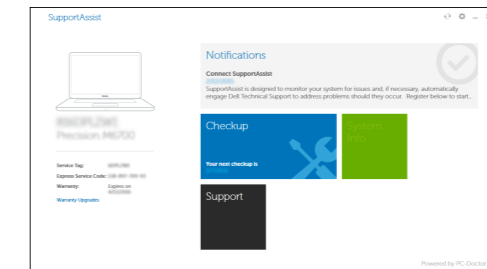 SupportAssist
Notifications
Connect SupportAssist
SupportAssist is designed to monitor your system for issues and, if necessary, automatically
engage Dell Technical Support to address problems should they occur. Register below to start..
Precision M6700
Checkup
System
Info
Your next checkup is
Service Tag:
Express Service Code:
Warranty: Expires on
Warranty Upgrades
Support
Powered by PC-Doctor